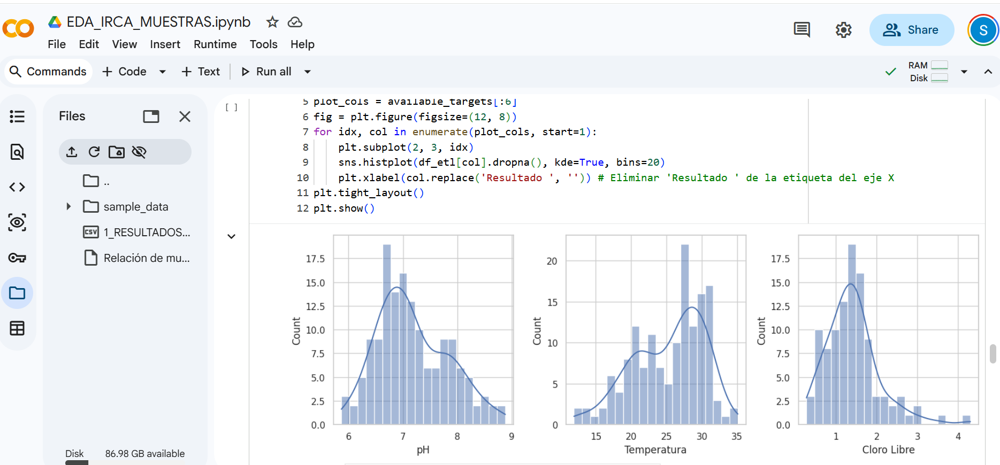 EDA_IRCA_MUESTRAS.ipynb
File Edit View Insert Runtime Tools Help
Share
S
Commands + Code + Text Run all
RAM
Disk
Files
..
sample_data
CSV 1_RESULTADOS...
Relación de mu...
Disk 86.98 GB available
[ ]
5 plot_cols = available_targets[:6]
6 fig = plt.figure(figsize=(12, 8))
7 for idx, col in enumerate(plot_cols, start=1):
8 plt.subplot(2, 3, idx)
9 sns.histplot(df_etl[col].dropna(), kde=True, bins=20)
10 plt.xlabel(col.replace('Resultado ', '')) # Eliminar 'Resultado ' de la etiqueta del eje X
11 plt.tight_layout()
12 plt.show()
17.5
15.0
12.5
10.0
7.5
5.0
2.5
0.0
Count
6 7 8 9
pH
20
15
10
5
0
Count
15 20 25 30 35
Temperatura
17.5
15.0
12.5
10.0
7.5
5.0
2.5
0.0
Count
1 2 3 4
Cloro Libre